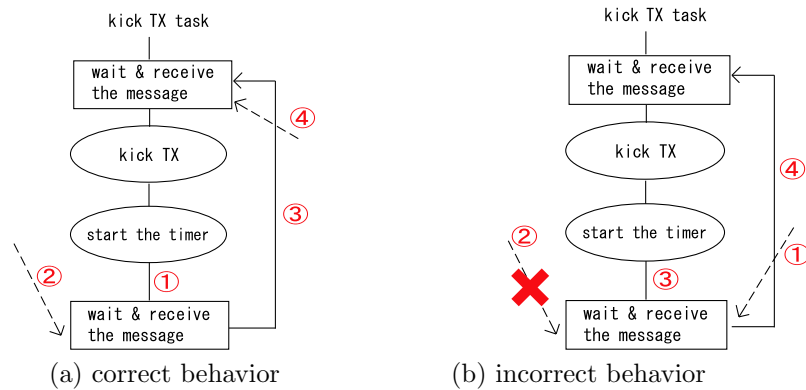 kick TX task
wait & receive
the message
④
kick TX
③
start the timer
②
①
wait & receive
the message
(a) correct behavior
kick TX task
wait & receive
the message
kick TX
④
start the timer
②
①
③
wait & receive
the message
(b) incorrect behavior